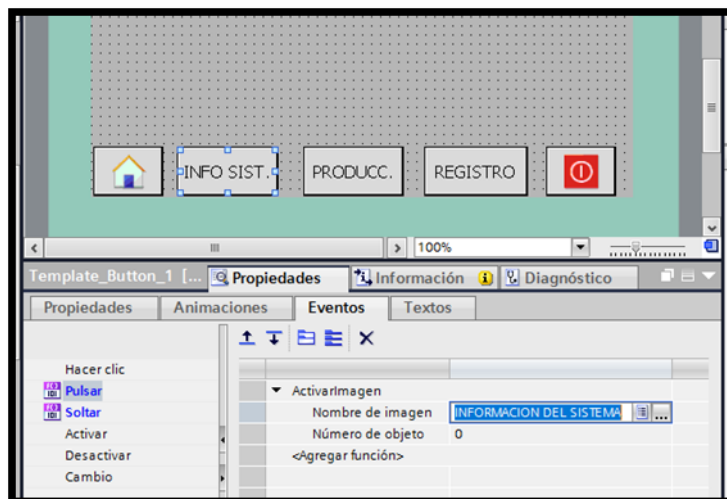 INFO SIST.
PRODUCC.
REGISTRO
100%
Template_Button_1 [...
Propiedades
Información
Diagnóstico
Propiedades
Animaciones
Eventos
Textos
Hacer clic
Pulsar
Soltar
Activar
Desactivar
Cambio
ActivarImagen
Nombre de imagen INFORMACION DEL SISTEMA ...
Número de objeto 0
<Agregar función>